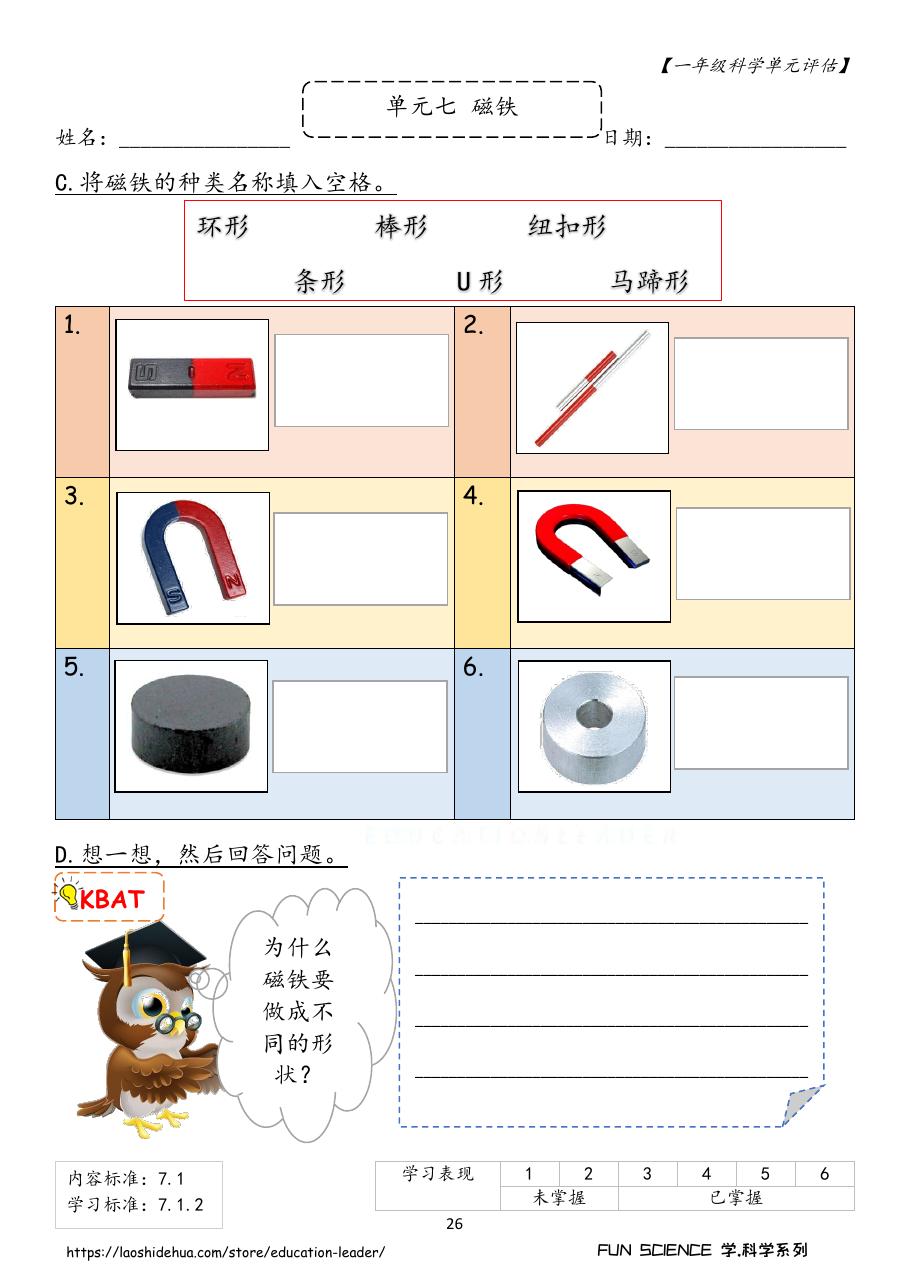 【一年级科学单元评估】
单元七 磁铁
姓名：________________ 日期：_________________
C.将磁铁的种类名称填入空格。
环形 棒形 纽扣形
条形 U 形 马蹄形
1. 2.
S N
3. 4.
S N
5. 6.
EDUCATIONLEADER
D.想一想，然后回答问题。
KBAT
为什么
磁铁要
做成不
同的形
状？
内容标准：7.1
学习标准：7.1.2
学习表现 1 2 3 4 5 6
未掌握 已掌握
26
https://laoshidehua.com/store/education-leader/ FUN SCIENCE 学.科学系列